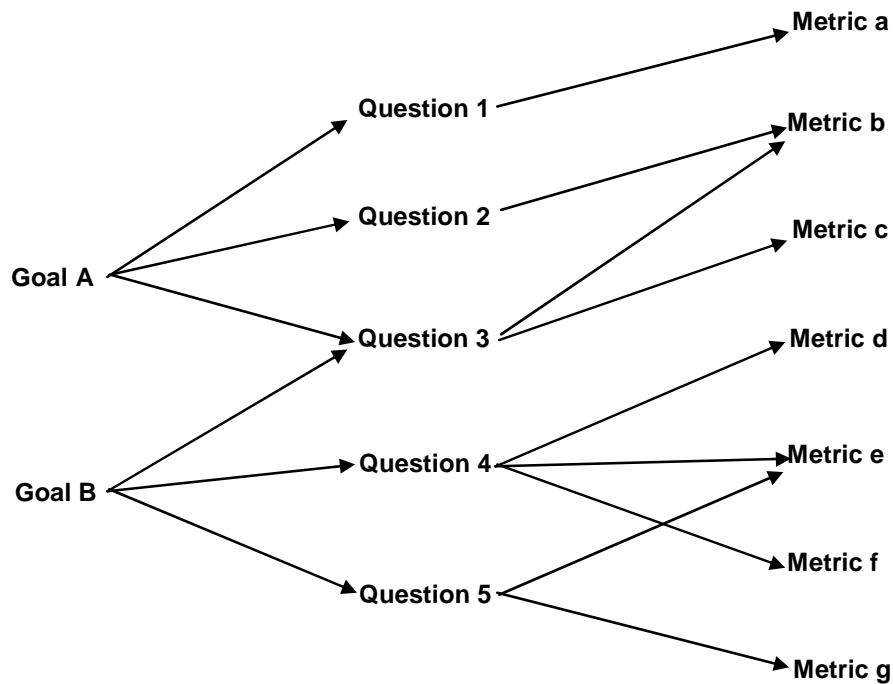 Metric a
Question 1
Metric b
Question 2
Metric c
Goal A
Question 3
Metric d
Question 4
Metric e
Goal B
Metric f
Question 5
Metric g